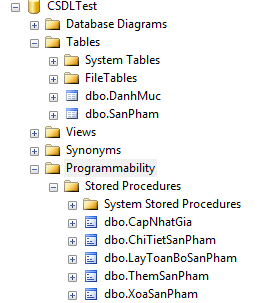 CSDLTest
Database Diagrams
Tables
System Tables
FileTables
dbo.DanhMuc
dbo.SanPham
Views
Synonyms
Programmability
Stored Procedures
System Stored Procedures
dbo.CapNhatGia
dbo.ChiTietSanPham
dbo.LayToanBoSanPham
dbo.ThemSanPham
dbo.XoaSanPham